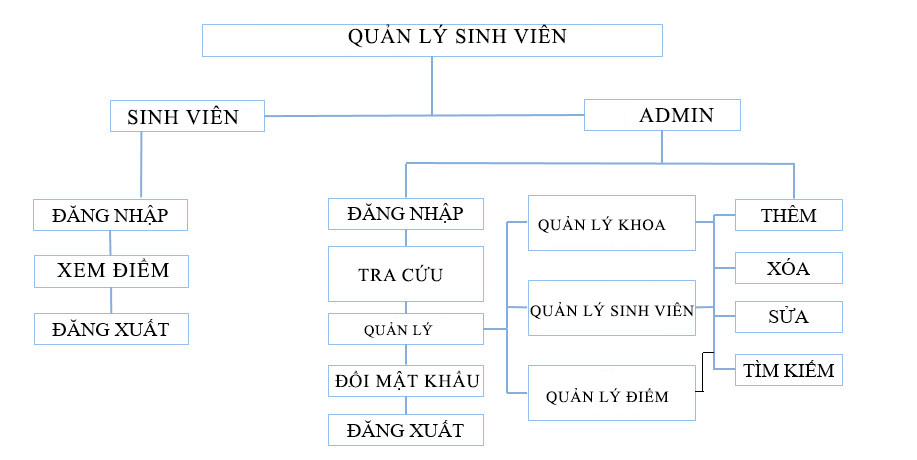 QUẢN LÝ SINH VIÊN
SINH VIÊN
ADMIN
ĐĂNG NHẬP
XEM ĐIỂM
ĐĂNG XUẤT
ĐĂNG NHẬP
TRA CỨU
QUẢN LÝ
ĐỔI MẬT KHẨU
ĐĂNG XUẤT
QUẢN LÝ KHOA
QUẢN LÝ SINH VIÊN
QUẢN LÝ ĐIỂM
THÊM
XÓA
SỬA
TÌM KIẾM